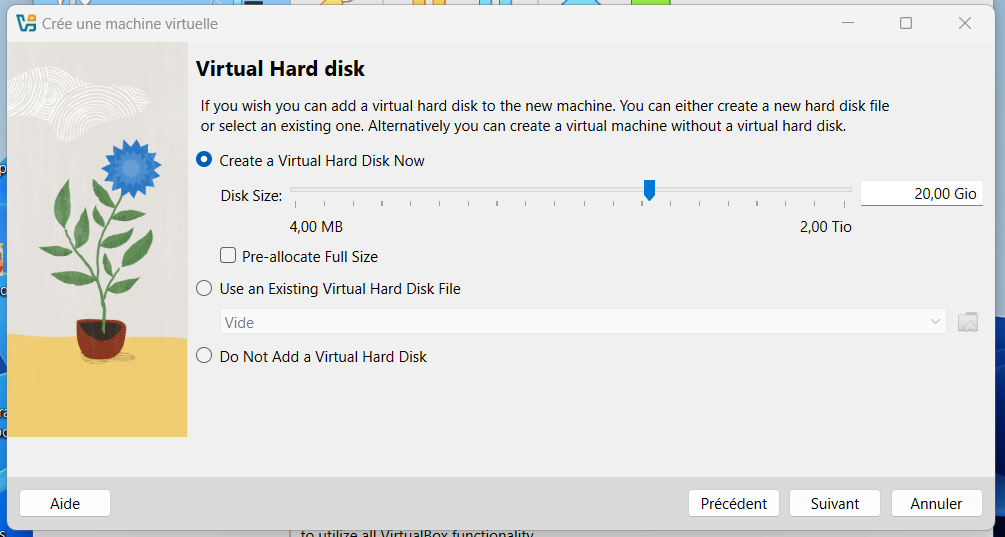 Crée une machine virtuelle
Virtual Hard disk
If you wish you can add a virtual hard disk to the new machine. You can either create a new hard disk file
or select an existing one. Alternatively you can create a virtual machine without a virtual hard disk.
Create a Virtual Hard Disk Now
Disk Size:
20,00 Gio
4,00 MB
2,00 Tio
Pre-allocate Full Size
Use an Existing Virtual Hard Disk File
Vide
Do Not Add a Virtual Hard Disk
Aide
Précédent
Suivant
Annuler
to utilize all VirtualBox functionality